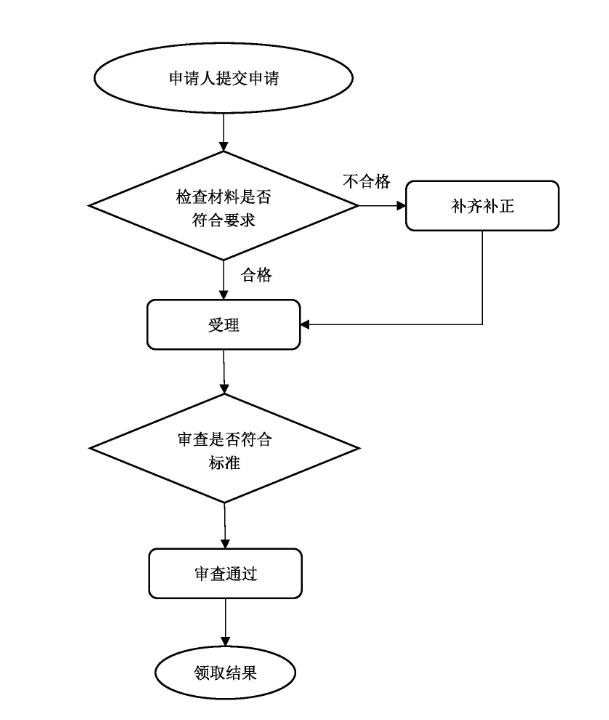 申请人提交申请
检查材料是否
符合要求
不合格
补齐补正
合格
受理
审查是否符合
标准
审查通过
领取结果